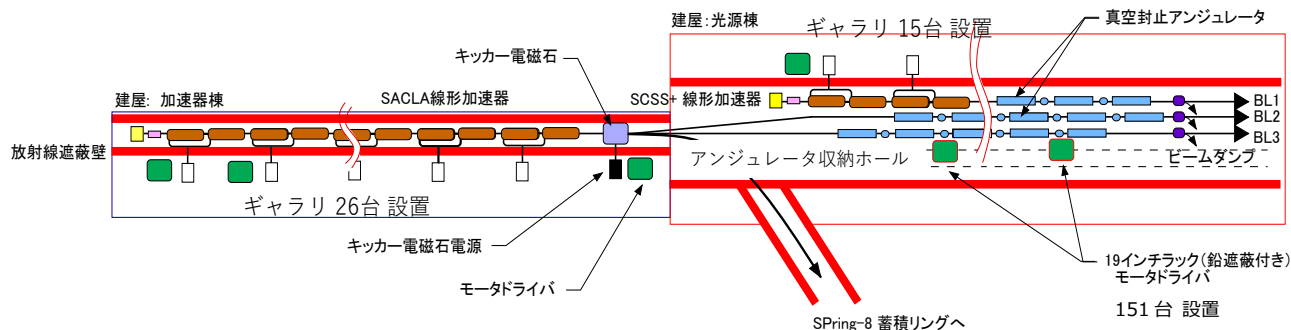 建屋:光源棟
ギャラリ 15台 設置
真空封止アンジュレータ
キッカー電磁石
建屋: 加速器棟
SACLA線形加速器
SCSS+ 線形加速器
BL1
BL2
BL3
放射線遮蔽壁
アンジュレータ収納ホール
ビームダンプ
ギャラリ 26台 設置
キッカー電磁石電源
モータドライバ
19インチラック(鉛遮蔽付き)
モータドライバ
151台 設置
SPring-8 蓄積リングへ